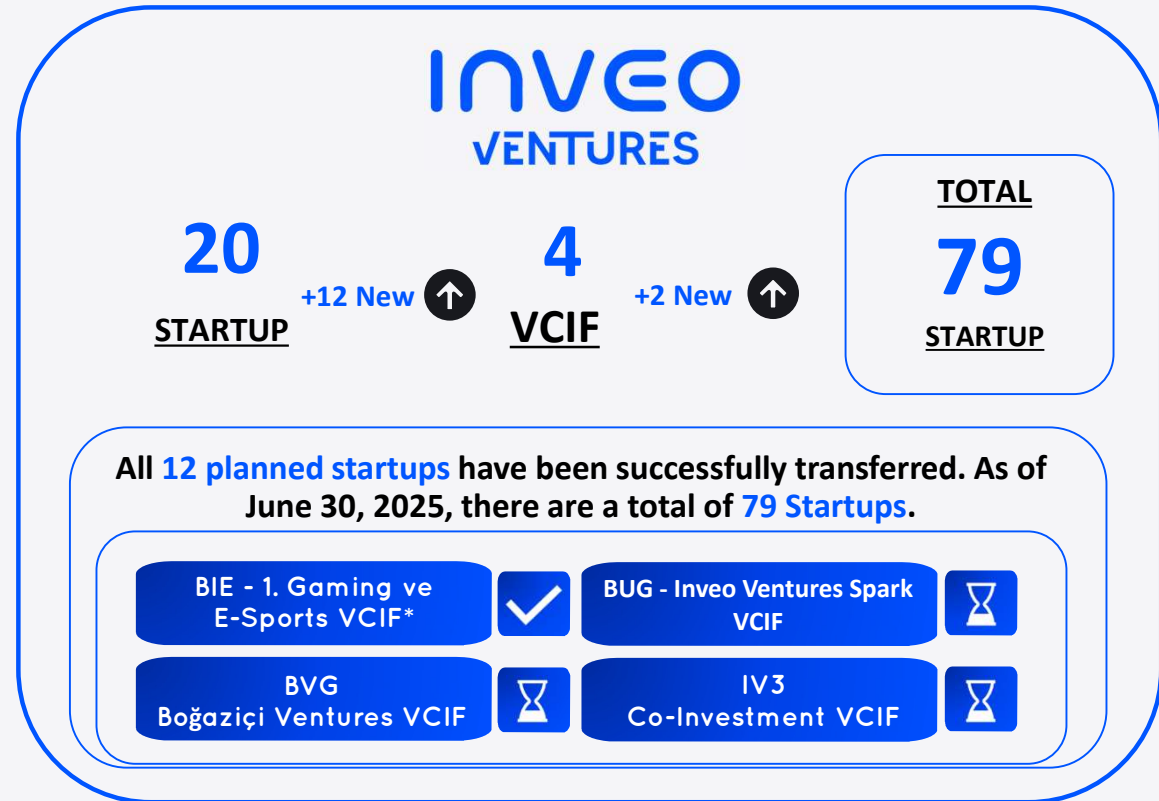 INVEO
VENTURES
20
STARTUP
+12 New
4
VCIF
+2 New
TOTAL
79
STARTUP
All 12 planned startups have been successfully transferred. As of
June 30, 2025, there are a total of 79 Startups.
BIE - 1. Gaming ve
E-Sports VCIF*
BUG - Inveo Ventures Spark
VCIF
BVG
Boğaziçi Ventures VCIF
IV3
Co-Investment VCIF